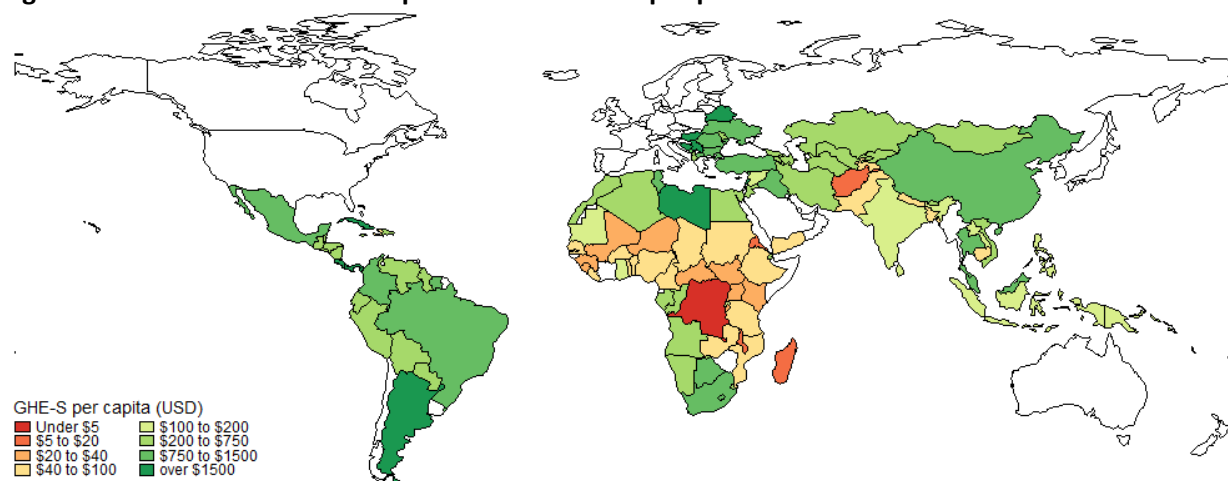 GHE-S per capita (USD)
Under $5
$5 to $20
$20 to $40
$40 to $100
$100 to $200
$200 to $750
$750 to $1500
over $1500